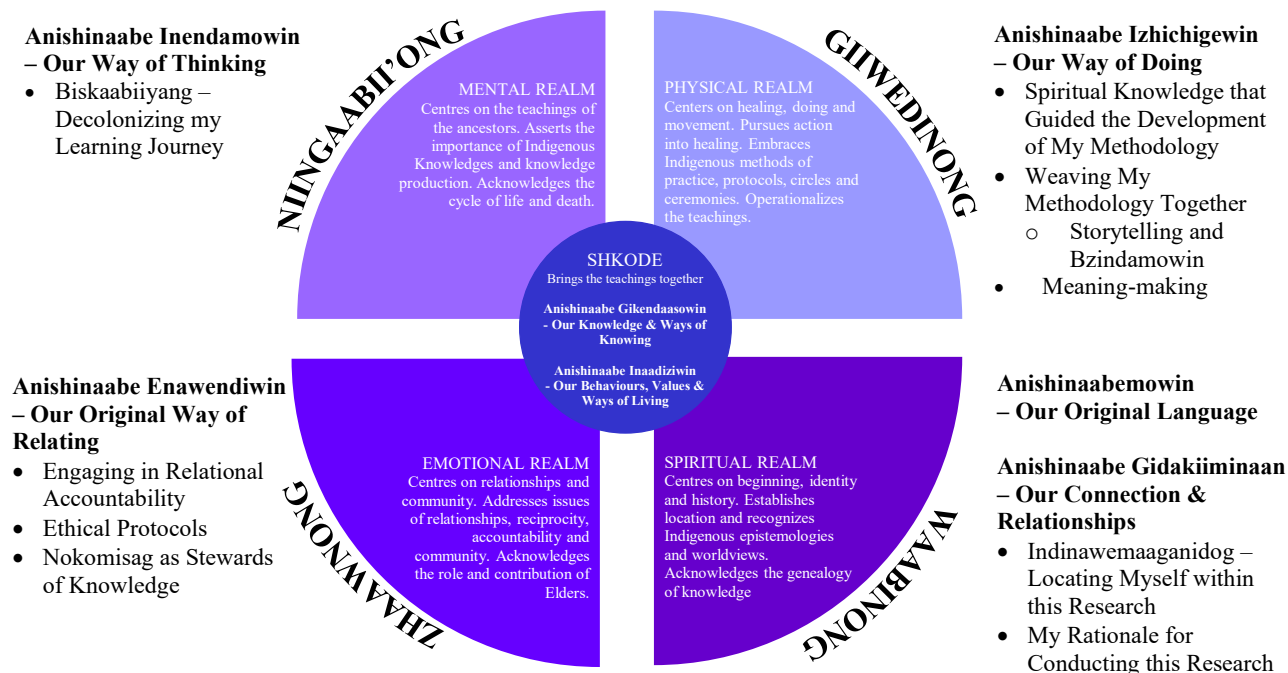 Anishinaabe Inendamowin
– Our Way of Thinking
• Biskaabiiyang –
Decolonizing my
Learning Journey
NIINGAABII’ONG
MENTAL REALM
Centres on the teachings of
the ancestors. Asserts the
importance of Indigenous
Knowledges and knowledge
production. Acknowledges the
cycle of life and death.
PHYSICAL REALM
Centers on healing, doing and
movement. Pursues action
into healing. Embraces
Indigenous methods of
practice, protocols, circles and
ceremonies. Operationalizes
the teachings.
GIIWEDINONG
Anishinaabe Izhichigewin
– Our Way of Doing
• Spiritual Knowledge that
Guided the Development
of My Methodology
• Weaving My
Methodology Together
o Storytelling and
Bzindamowin
• Meaning-making
SHKODE
Brings the teachings together
Anishinaabe Gikendaasowin
- Our Knowledge & Ways of
Knowing
Anishinaabe Inaadiziwin
- Our Behaviours, Values &
Ways of Living
Anishinaabe Enawendiwin
– Our Original Way of
Relating
• Engaging in Relational
Accountability
• Ethical Protocols
• Nokomisag as Stewards
of Knowledge
ZHAAWNONG
EMOTIONAL REALM
Centres on relationships and
community. Addresses issues
of relationships, reciprocity,
accountability and
community. Acknowledges
the role and contribution of
Elders.
SPIRITUAL REALM
Centres on beginning, identity
and history. Establishes
location and recognizes
Indigenous epistemologies
and worldviews.
Acknowledges the genealogy
of knowledge
WAABINONG
Anishinaabemowin
– Our Original Language
Anishinaabe Gidakiiminaan
– Our Connection &
Relationships
• Indinawemaaganidog –
Locating Myself within
this Research
• My Rationale for
Conducting this Research